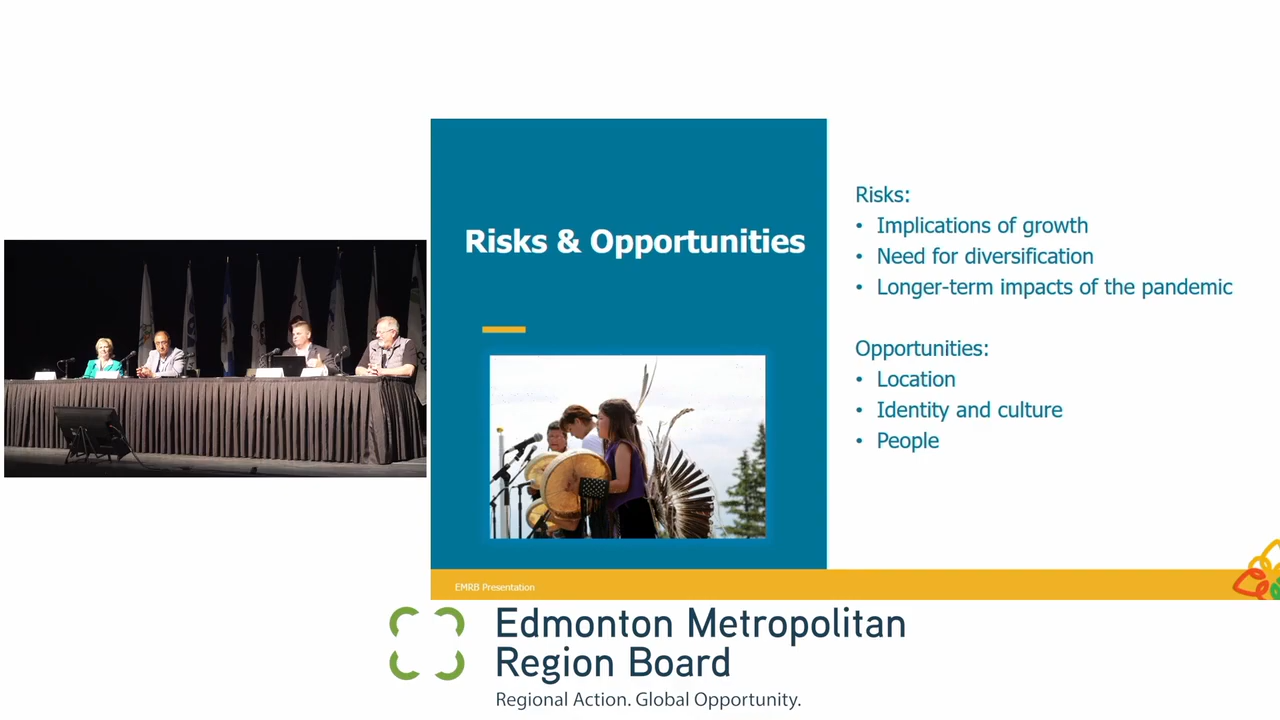 Risks & Opportunities
Risks:
• Implications of growth
• Need for diversification
• Longer-term impacts of the pandemic
Opportunities:
• Location
• Identity and culture
• People
EMRB Presentation
Edmonton Metropolitan
Region Board
Regional Action. Global Opportunity.